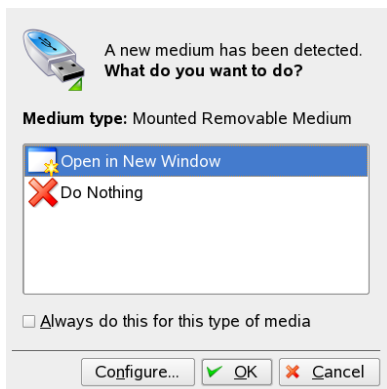 A new medium has been detected.
What do you want to do?
Medium type: Mounted Removable Medium
Open in New Window
Do Nothing
Always do this for this type of media
Configure...
OK
Cancel